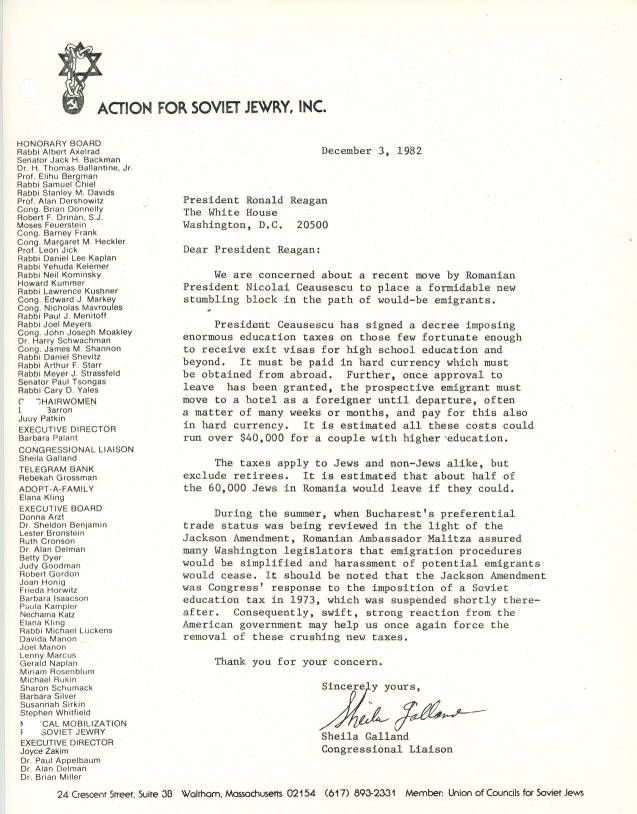 ACTION FOR SOVIET JEWRY, INC.
HONORARY BOARD
Rabbi Albert Axelrad
Senator Jack H. Backman
Dr. H. Thomas Ballantine, Jr.
Prof. Elihu Bergman
Rabbi Samuel Chiel
Rabbi Stanley M. Davids
Prof. Alan Dershowitz
Cong. Brian Donnelly
Robert F. Drinan, S.J.
Moses Feuerstein
Cong. Barney Frank
Cong. Margaret M. Heckler
Prof. Leon Jick
Rabbi Daniel Lee Kaplan
Rabbi Yehuda Kelemer
Rabbi Neil Kominsky
Howard Kummer
Rabbi Lawrence Kushner
Cong. Edward J. Markey
Cong. Nicholas Mavroules
Rabbi Paul J. Menitoff
Rabbi Joel Meyers
Cong. John Joseph Moakley
Dr. Harry Schwachman
Cong. James M. Shannon
Rabbi Daniel Shevitz
Rabbi Arthur F. Starr
Rabbi Meyer J. Strassfeld
Senator Paul Tsongas
Rabbi Cary D. Yales
HAIRWOMEN
Barron
Judy Patkin
EXECUTIVE DIRECTOR
Barbara Palant
CONGRESSIONAL LIAISON
Sheila Galland
TELEGRAM BANK
Rebekah Grossman
ADOPT-A-FAMILY
Elana Kling
EXECUTIVE BOARD
Donna Arzt
Dr. Sheldon Benjamin
Lester Bronstein
Ruth Cronson
Dr. Alan Delman
Betty Dyer
Judy Goodman
Robert Gordon
Joan Honig
Frieda Horwitz
Barbara Isaacson
Paula Kampler
Nechama Katz
Elana Kling
Rabbi Michael Luckens
Davida Manon
Joel Manon
Lenny Marcus
Gerald Naplan
Miriam Rosenblum
Michael Rukin
Sharon Schumack
Barbara Silver
Susannah Sirkin
Stephen Whitfield
CAL MOBILIZATION
SOVIET JEWRY
EXECUTIVE DIRECTOR
Joyce Zakim
Dr. Paul Appelbaum
Dr. Alan Delman
Dr. Brian Miller
December 3, 1982
President Ronald Reagan
The White House
Washington, D.C. 20500
Dear President Reagan:
We are concerned about a recent move by Romanian
President Nicolai Ceausescu to place a formidable new
stumbling block in the path of would-be emigrants.
President Ceausescu has signed a decree imposing
enormous education taxes on those few fortunate enough
to receive exit visas for high school education and
beyond. It must be paid in hard currency which must
be obtained from abroad. Further, once approval to
leave has been granted, the prospective emigrant must
move to a hotel as a foreigner until departure, often
a matter of many weeks or months, and pay for this also
in hard currency. It is estimated all these costs could
run over $40,000 for a couple with higher education.
The taxes apply to Jews and non-Jews alike, but
exclude retirees. It is estimated that about half of
the 60,000 Jews in Romania would leave if they could.
During the summer, when Bucharest's preferential
trade status was being reviewed in the light of the
Jackson Amendment, Romanian Ambassador Malitza assured
many Washington legislators that emigration procedures
would be simplified and harassment of potential emigrants
would cease. It should be noted that the Jackson Amendment
was Congress' response to the imposition of a Soviet
education tax in 1973, which was suspended shortly there-
after. Consequently, swift, strong reaction from the
American government may help us once again force the
removal of these crushing new taxes.
Thank you for your concern.
Sincerely yours,
Sheila Galland
Sheila Galland
Congressional Liaison
24 Crescent Street, Suite 3B Waltham, Massachusetts 02154 (617) 893-2331 Member: Union of Councils for Soviet Jews